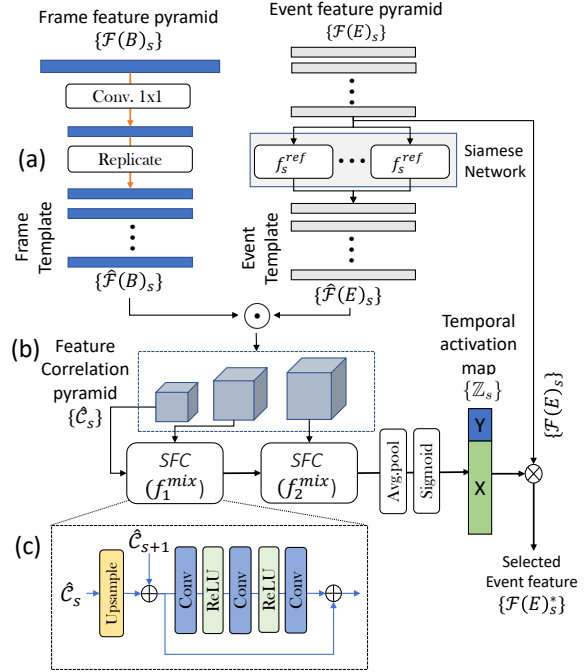 Frame feature pyramid
{ℱ(B)ₛ}
Event feature pyramid
{ℱ(E)ₛ}
Conv. 1x1
(a)
Replicate
fₛʳᵉᶠ
fₛʳᵉᶠ
Siamese
Network
Frame
Template
Event
Template
{ℱ̂(B)ₛ}
{ℱ̂(E)ₛ}
(b)
Feature
Correlation
pyramid
{𝒞̂ₛ}
Temporal
activation
map
{ℤₛ}
{ℱ(E)ₛ}
SFC
(f₁ᵐⁱˣ)
SFC
(f₂ᵐⁱˣ)
Avg.pool
Sigmoid
Y
X
(c)
𝒞̂ₛ
𝒞̂ₛ₊₁
Upsample
Conv
ReLU
Conv
ReLU
Conv
Selected
Event feature
{ℱ(E)ₛ*}